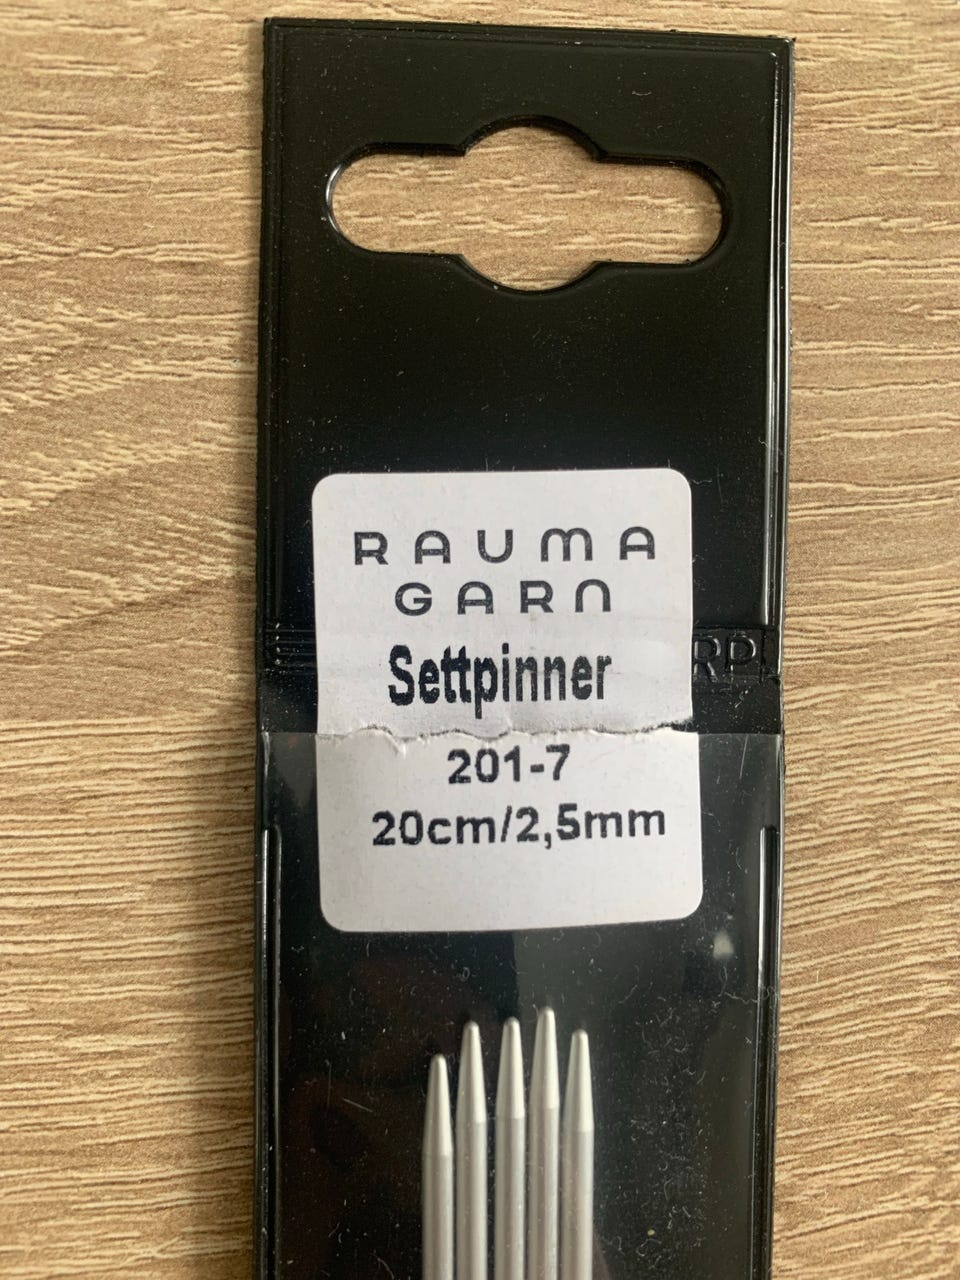 RAUMA
GARN
Settpinner
201-7
20cm/2,5mm